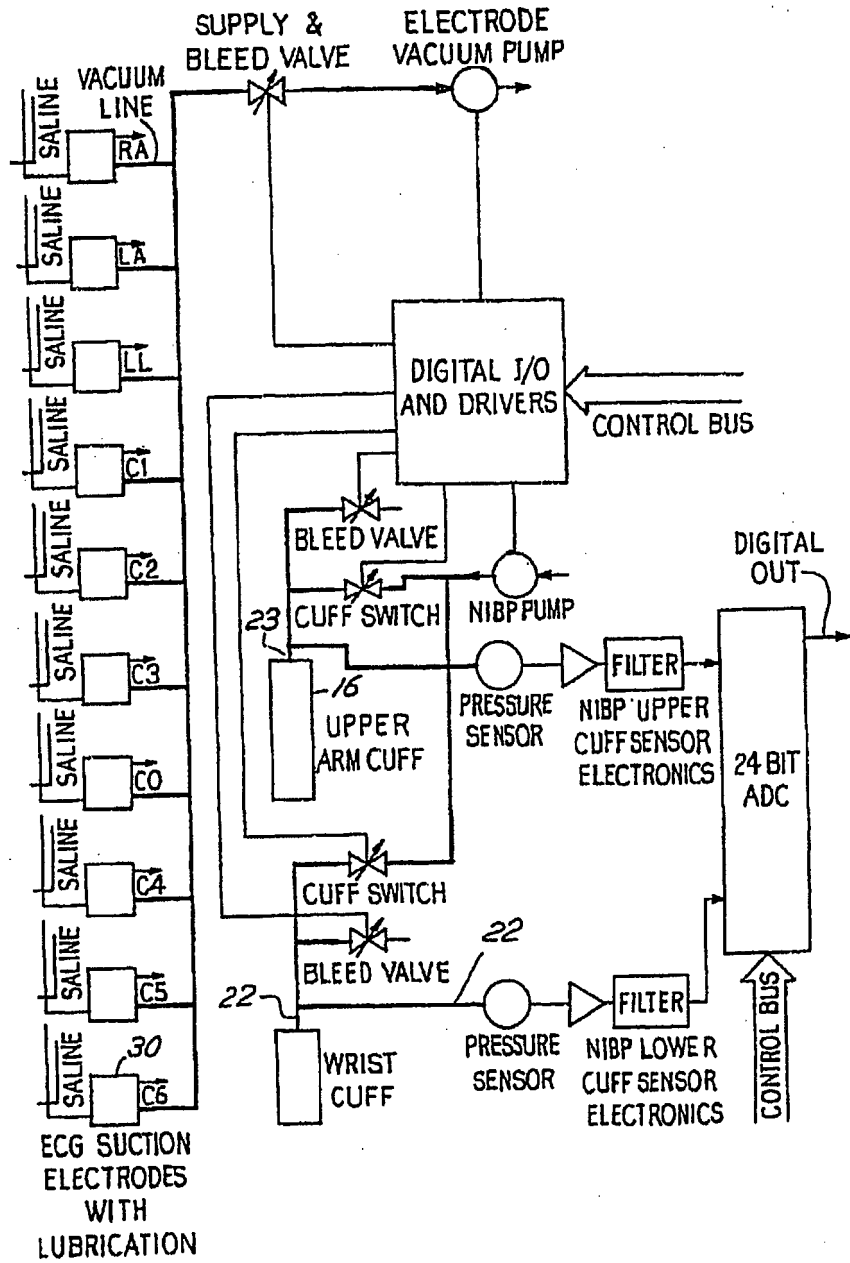 SUPPLY &
BLEED VALVE
ELECTRODE
VACUUM PUMP
VACUUM
LINE
SALINE
RA
SALINE
LA
SALINE
LL
SALINE
C1
SALINE
C2
SALINE
C3
SALINE
CO
SALINE
C4
SALINE
C5
SALINE
30
C6
ECG SUCTION
ELECTRODES
WITH
LUBRICATION
DIGITAL I/O
AND DRIVERS
CONTROL BUS
BLEED VALVE
CUFF SWITCH
NIBP PUMP
23
16
UPPER
ARM CUFF
PRESSURE
SENSOR
FILTER
NIBP UPPER
CUFF SENSOR
ELECTRONICS
DIGITAL
OUT
24 BIT
ADC
CUFF SWITCH
BLEED VALVE
22
22
WRIST
CUFF
PRESSURE
SENSOR
FILTER
NIBP LOWER
CUFF SENSOR
ELECTRONICS
CONTROL BUS